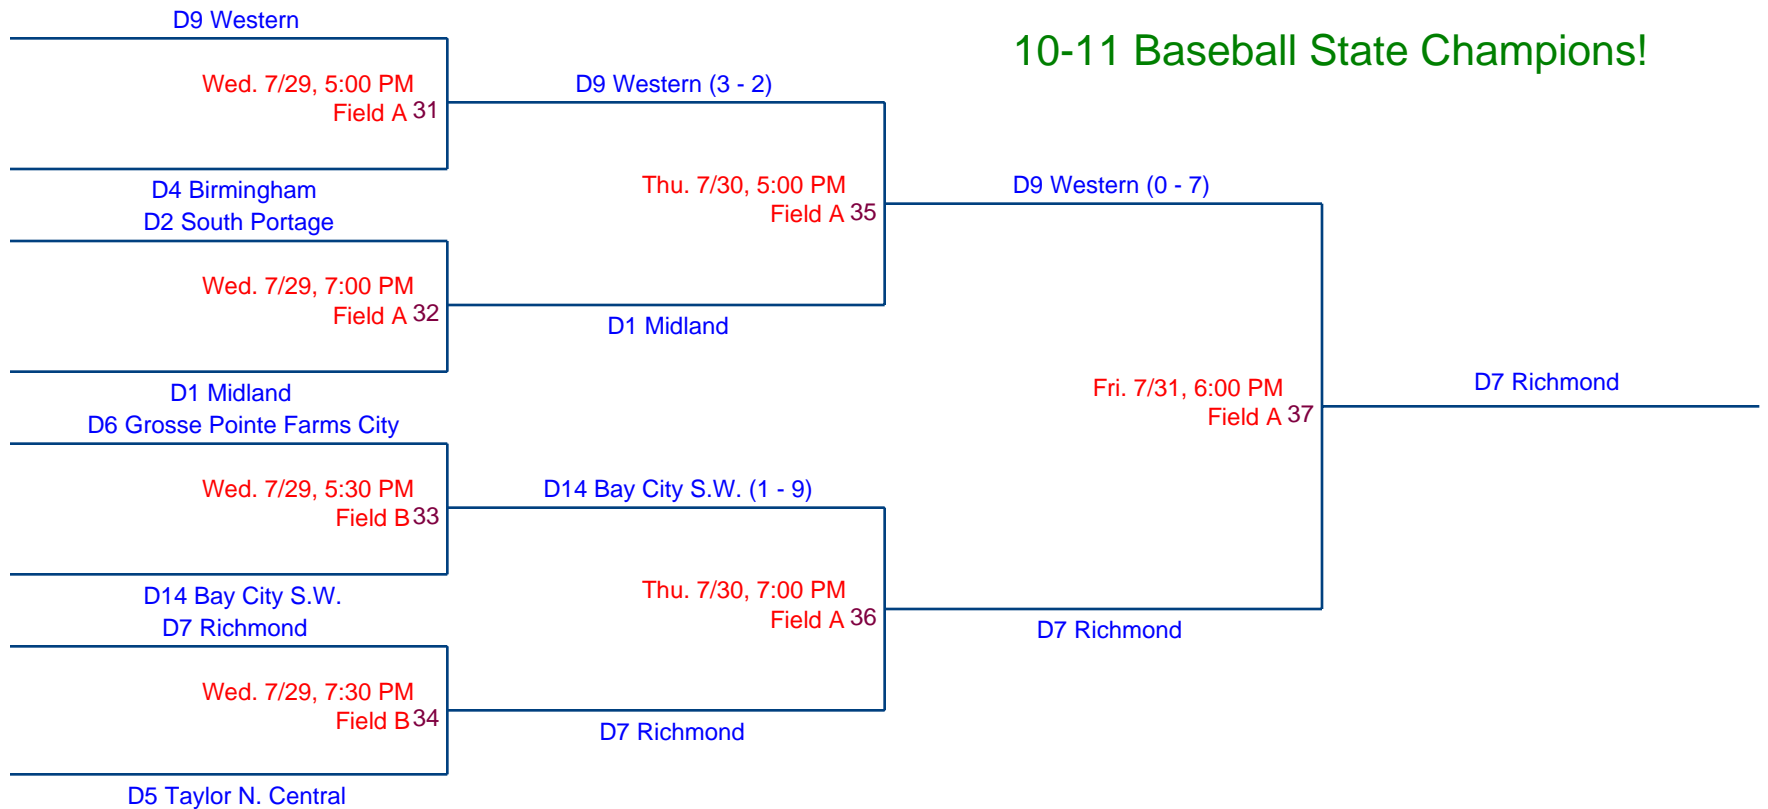 D9 Western
10-11 Baseball State Champions!
Wed. 7/29, 5:00 PM
Field A 31
D9 Western (3 - 2)
D4 Birmingham
D2 South Portage
Thu. 7/30, 5:00 PM
Field A 35
D9 Western (0 - 7)
Wed. 7/29, 7:00 PM
Field A 32
D1 Midland
D1 Midland
D6 Grosse Pointe Farms City
Fri. 7/31, 6:00 PM
Field A 37
D7 Richmond
Wed. 7/29, 5:30 PM
Field B 33
D14 Bay City S.W. (1 - 9)
D14 Bay City S.W.
D7 Richmond
Thu. 7/30, 7:00 PM
Field A 36
D7 Richmond
Wed. 7/29, 7:30 PM
Field B 34
D7 Richmond
D5 Taylor N. Central